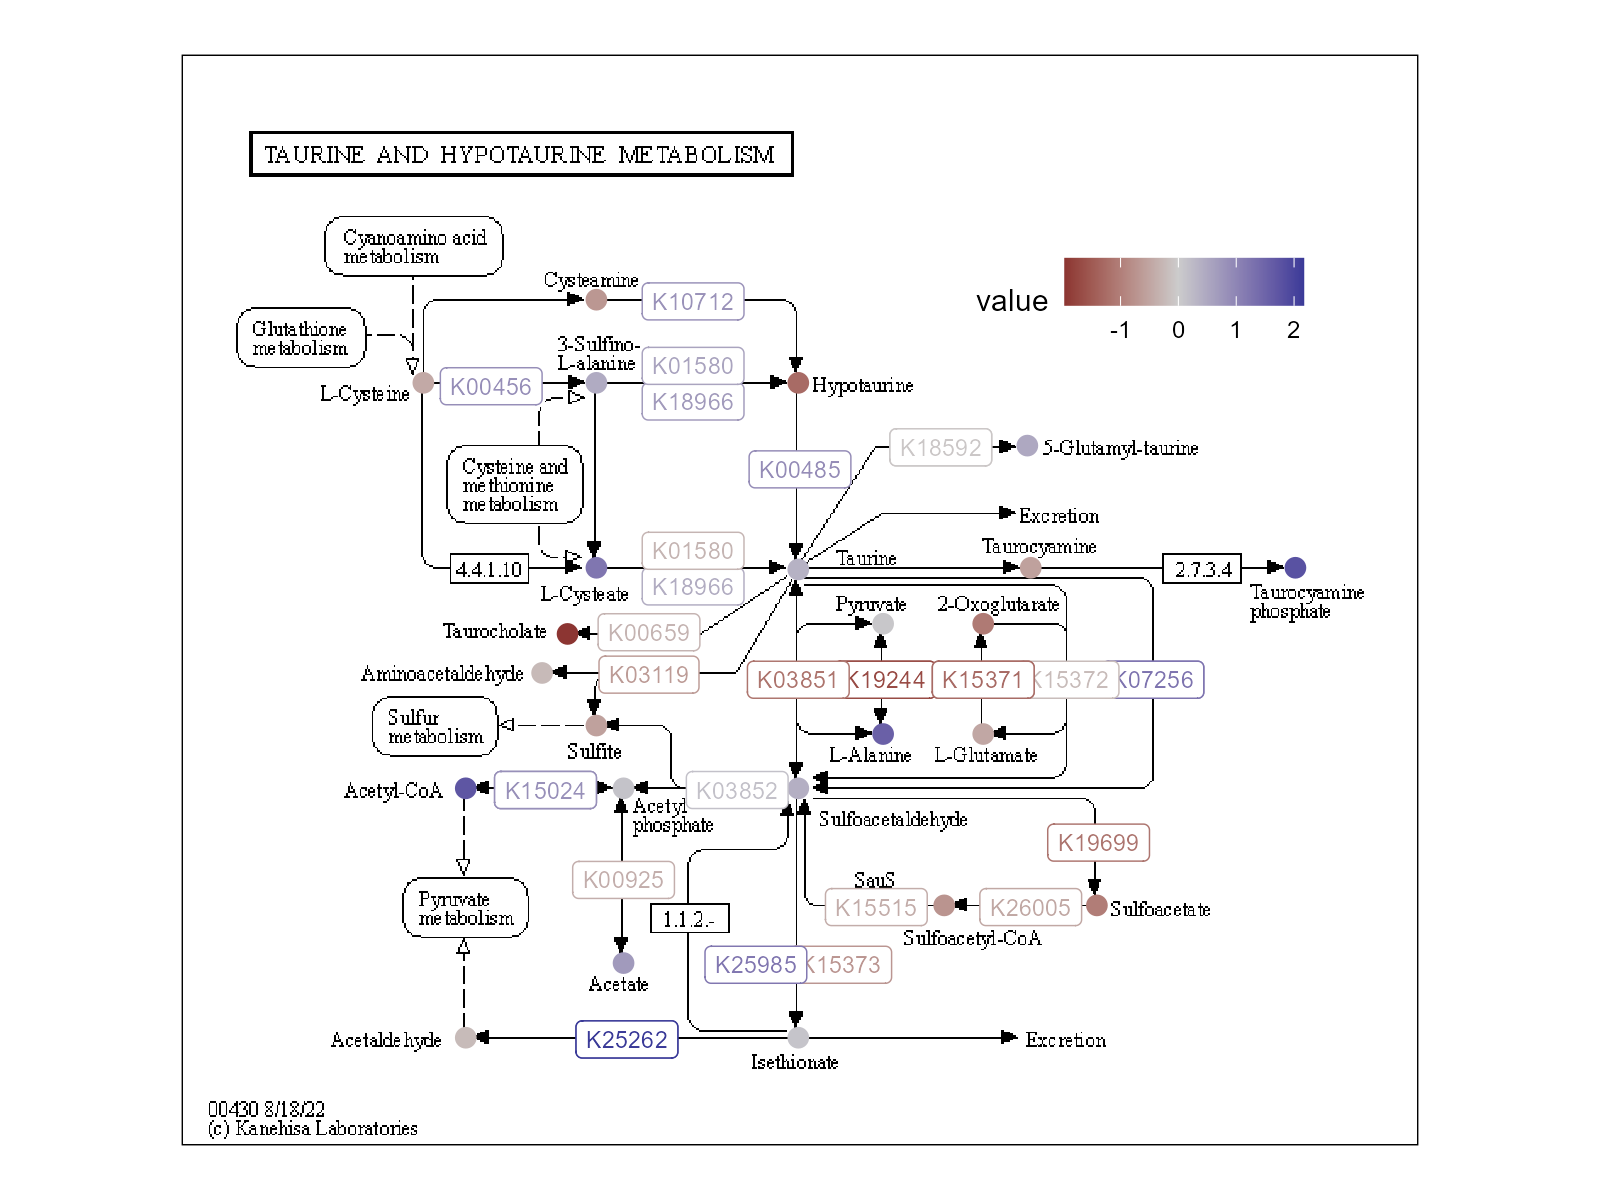 TAURINE AND HYPOTAURINE METABOLISM
Cyanoamino acid
metabolism
Glutathione
metabolism
Cysteamine
K10712
value
-1
0
1
2
3-Sulfino-
L-alanine
K01580
K18966
L-Cysteine
K00456
Hypotaurine
Cysteine and
methionine
metabolism
K00485
K18592
5-Glutamyl-taurine
Excretion
4.4.1.10
L-Cysteate
K01580
K18966
Taurine
Taurocyamine
2.7.3.4
Taurocyamine
phosphate
Taurocholate
K00659
Pyruvate
2-Oxoglutarate
Aminoacetaldehyde
K03119
K03851
K19244
K15371
K15372
K07256
Sulfur
metabolism
Sulfite
L-Alanine
L-Glutamate
Acetyl-CoA
K15024
Acetyl
phosphate
K03852
Sulfoacetaldehyde
K19699
K00925
Pyruvate
metabolism
1.1.2.-
SauS
K15515
K26005
Sulfoacetate
Sulfoacetyl-CoA
K25985
K15373
Acetate
Acetaldehyde
K25262
Isethionate
Excretion
00430 8/18/22
(c) Kanehisa Laboratories